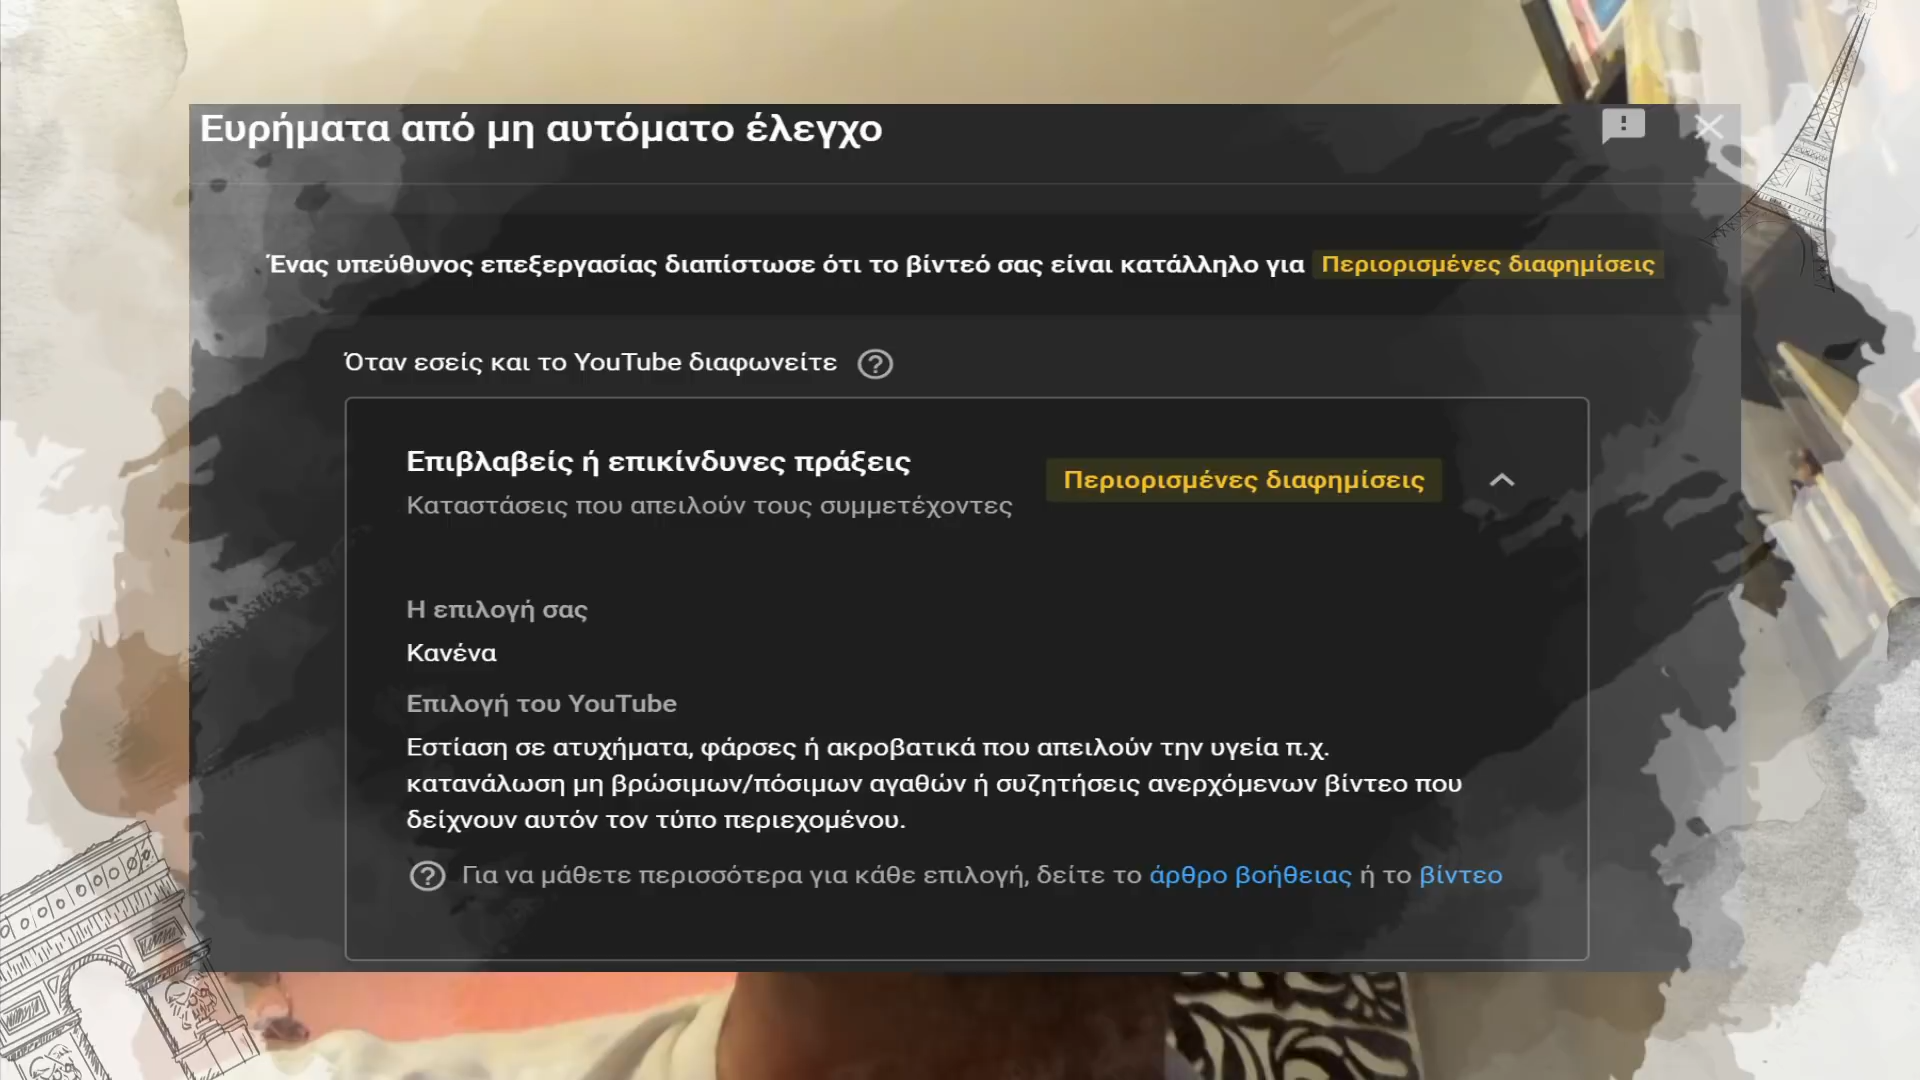 Ευρήματα από μη αυτόματο έλεγχο
Ένας υπεύθυνος επεξεργασίας διαπίστωσε ότι το βίντεό σας είναι κατάλληλο για Περιορισμένες διαφημίσεις
Όταν εσείς και το YouTube διαφωνείτε
Επιβλαβείς ή επικίνδυνες πράξεις
Περιορισμένες διαφημίσεις
Καταστάσεις που απειλούν τους συμμετέχοντες
Η επιλογή σας
Κανένα
Επιλογή του YouTube
Εστίαση σε ατυχήματα, φάρσες ή ακροβατικά που απειλούν την υγεία π.χ.
κατανάλωση μη βρώσιμων/πόσιμων αγαθών ή συζητήσεις ανερχόμενων βίντεο που
δείχνουν αυτόν τον τύπο περιεχομένου.
Για να μάθετε περισσότερα για κάθε επιλογή, δείτε το άρθρο βοήθειας ή το βίντεο